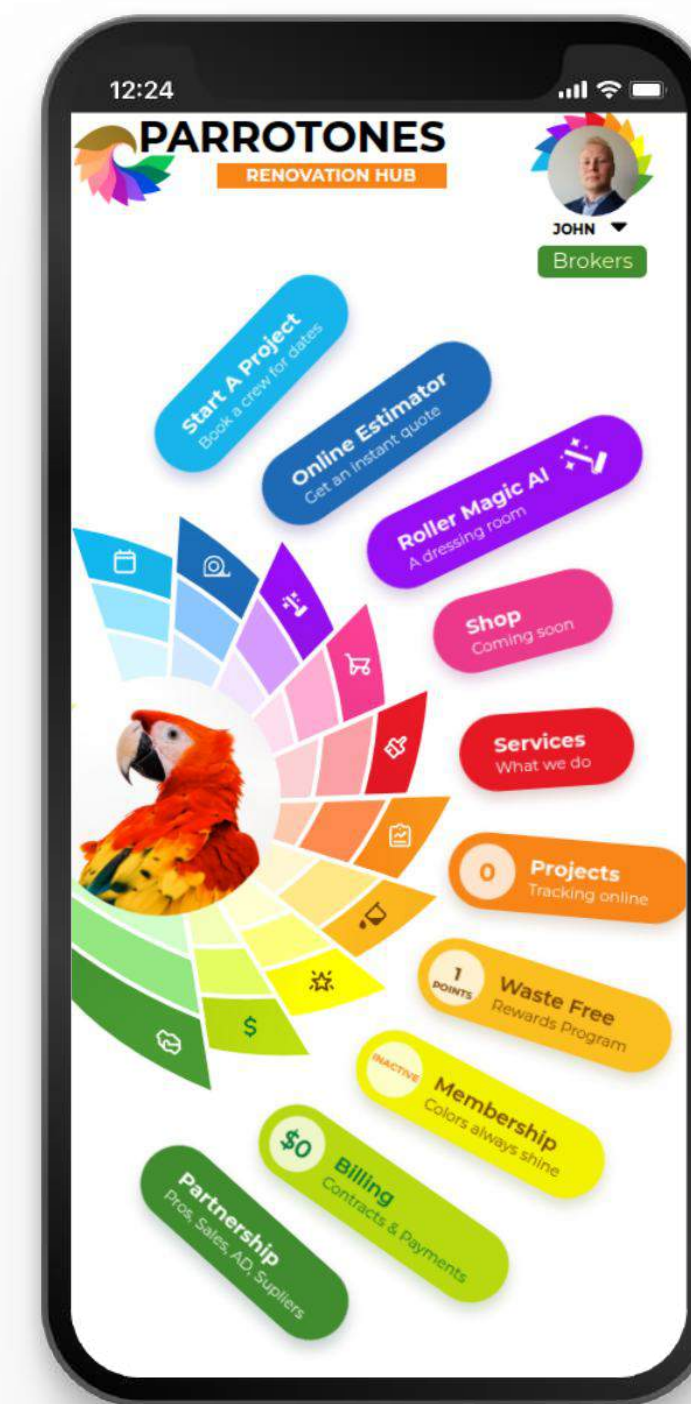 12:24
PARROTONES
RENOVATION HUB
JOHN
Brokers
Start A Project
Book a crew for dates
Online Estimator
Get an instant quote
Roller Magic AI
A dressing room
Shop
Coming soon
Services
What we do
0
Projects
Tracking online
1
POINTS
Waste Free
Rewards Program
INACTIVE
Membership
Colors always shine
$0
Billing
Contracts & Payments
$
Partnership
Pros, Sales, AD, Supliers